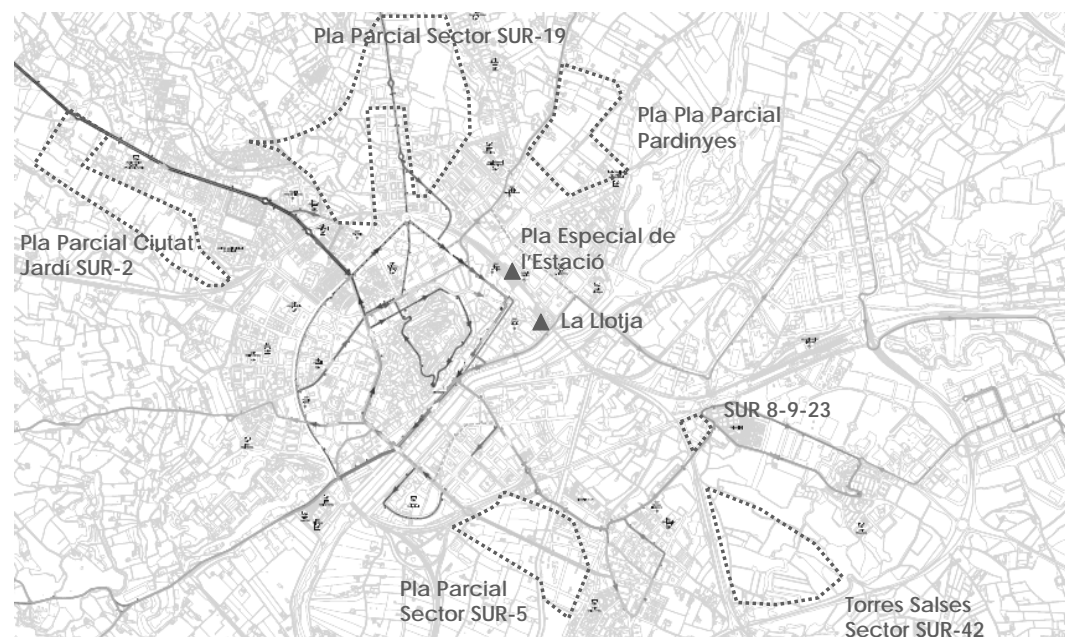 Pla Parcial Sector SUR-19
Pla Pla Parcial
Pardinyes
Pla Parcial Ciutat
Jardí SUR-2
Pla Especial de
l'Estació
La Llotja
SUR 8-9-23
Pla Parcial
Sector SUR-5
Torres Salses
Sector SUR-42